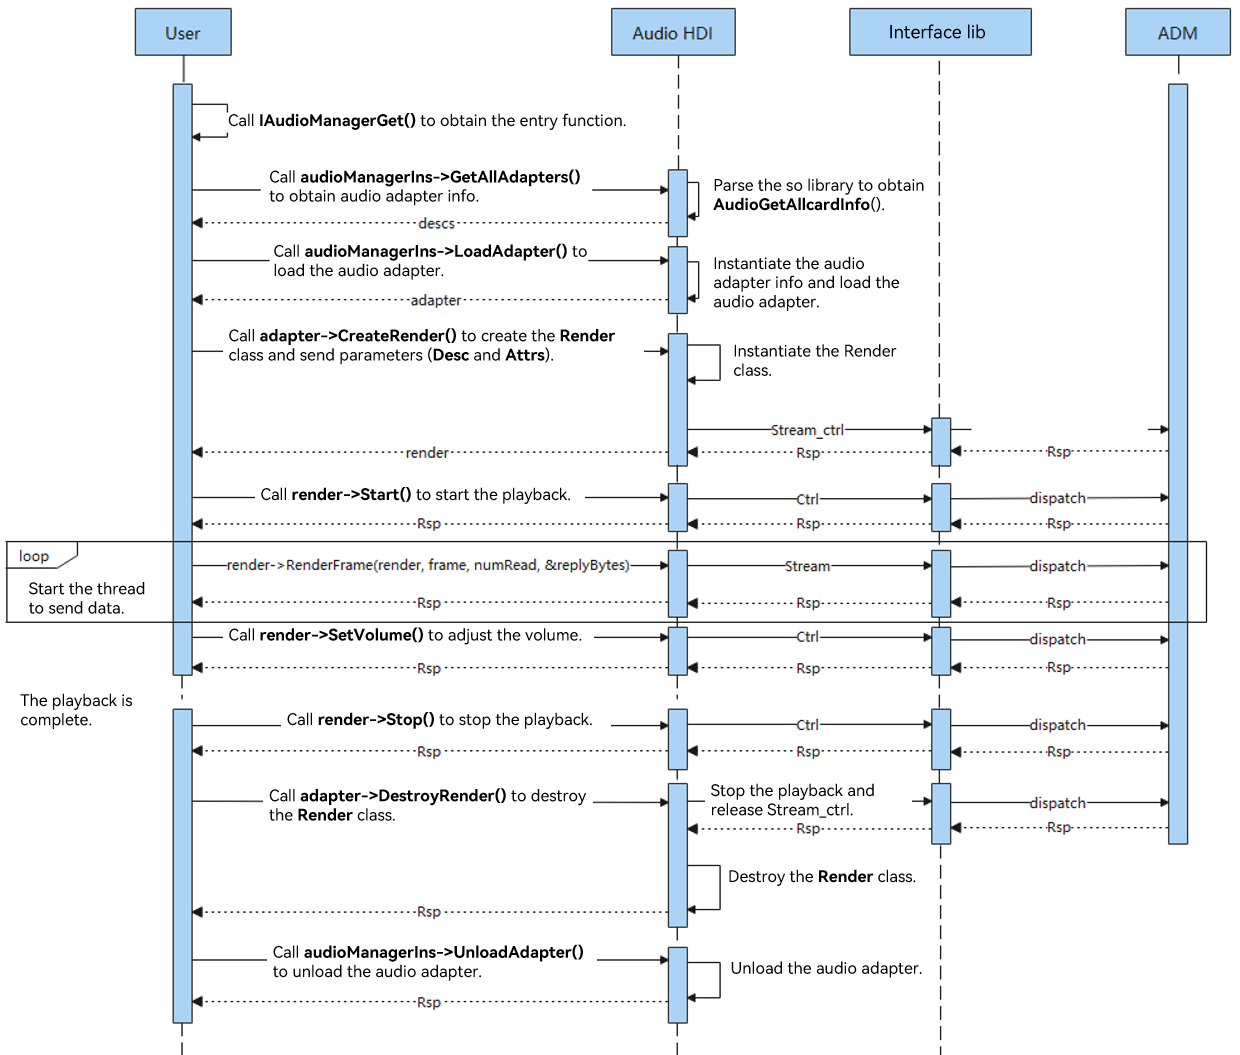 User
Audio HDI
Interface lib
ADM
Call IAudioManagerGet() to obtain the entry function.
Call audioManagerIns->GetAllAdapters()
to obtain audio adapter info.
Parse the so library to obtain
AudioGetAllcardInfo().
descs
Call audioManagerIns->LoadAdapter() to
load the audio adapter.
Instantiate the audio
adapter info and load the
audio adapter.
adapter
Call adapter->CreateRender() to create the Render
class and send parameters (Desc and Attrs).
Instantiate the Render
class.
Stream_ctrl
render
Rsp
Rsp
Call render->Start() to start the playback.
Ctrl
dispatch
Rsp
Rsp
Rsp
loop
Start the thread
to send data.
render->RenderFrame(render, frame, numRead, &replyBytes)
Stream
dispatch
Rsp
Rsp
Rsp
Call render->SetVolume() to adjust the volume.
Ctrl
dispatch
Rsp
Rsp
Rsp
The playback is
complete.
Call render->Stop() to stop the playback.
Ctrl
dispatch
Rsp
Rsp
Rsp
Call adapter->DestroyRender() to destroy
the Render class.
Stop the playback and
release Stream_ctrl.
dispatch
Rsp
Rsp
Destroy the Render class.
Rsp
Call audioManagerIns->UnloadAdapter()
to unload the audio adapter.
Unload the audio adapter.
Rsp